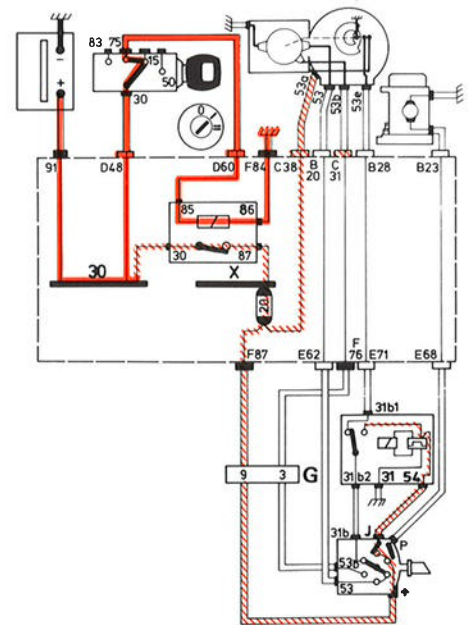 83 75
15
50
30
0
-
+
53a
53
53b
53e
91
D48
D60
F84
C38
B
20
C
31
B28
B23
85
86
30
87
30
X
20
F
F87
E62
76
E71
E68
31b1
9
3
G
31b2
31
54
31b
J
P
53b
53
+